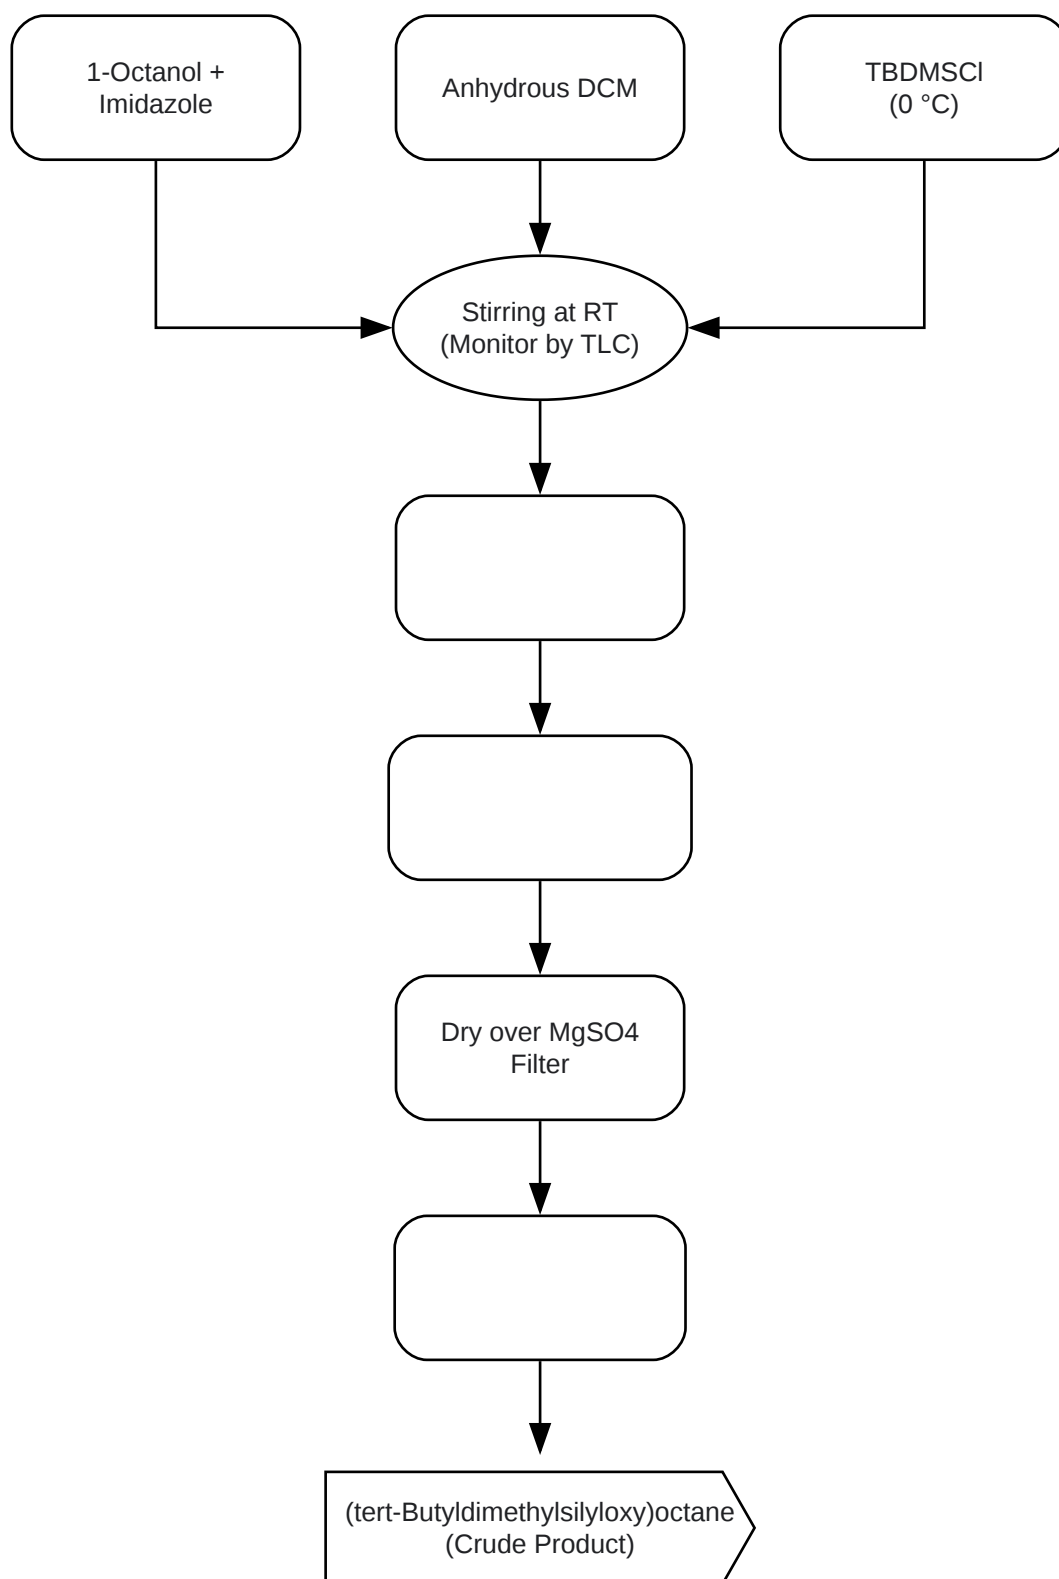 1-Octanol +
Imidazole
Anhydrous DCM
TBDMSCl
(0 °C)
Stirring at RT
(Monitor by TLC)
Dry over MgSO4
Filter
(tert-Butyldimethylsilyloxy)octane
(Crude Product)